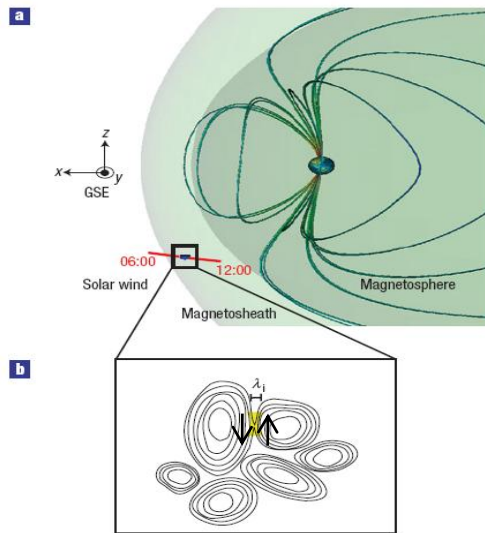 a
z
x
y
GSE
06:00
12:00
Solar wind
Magnetosphere
Magnetosheath
b
λi